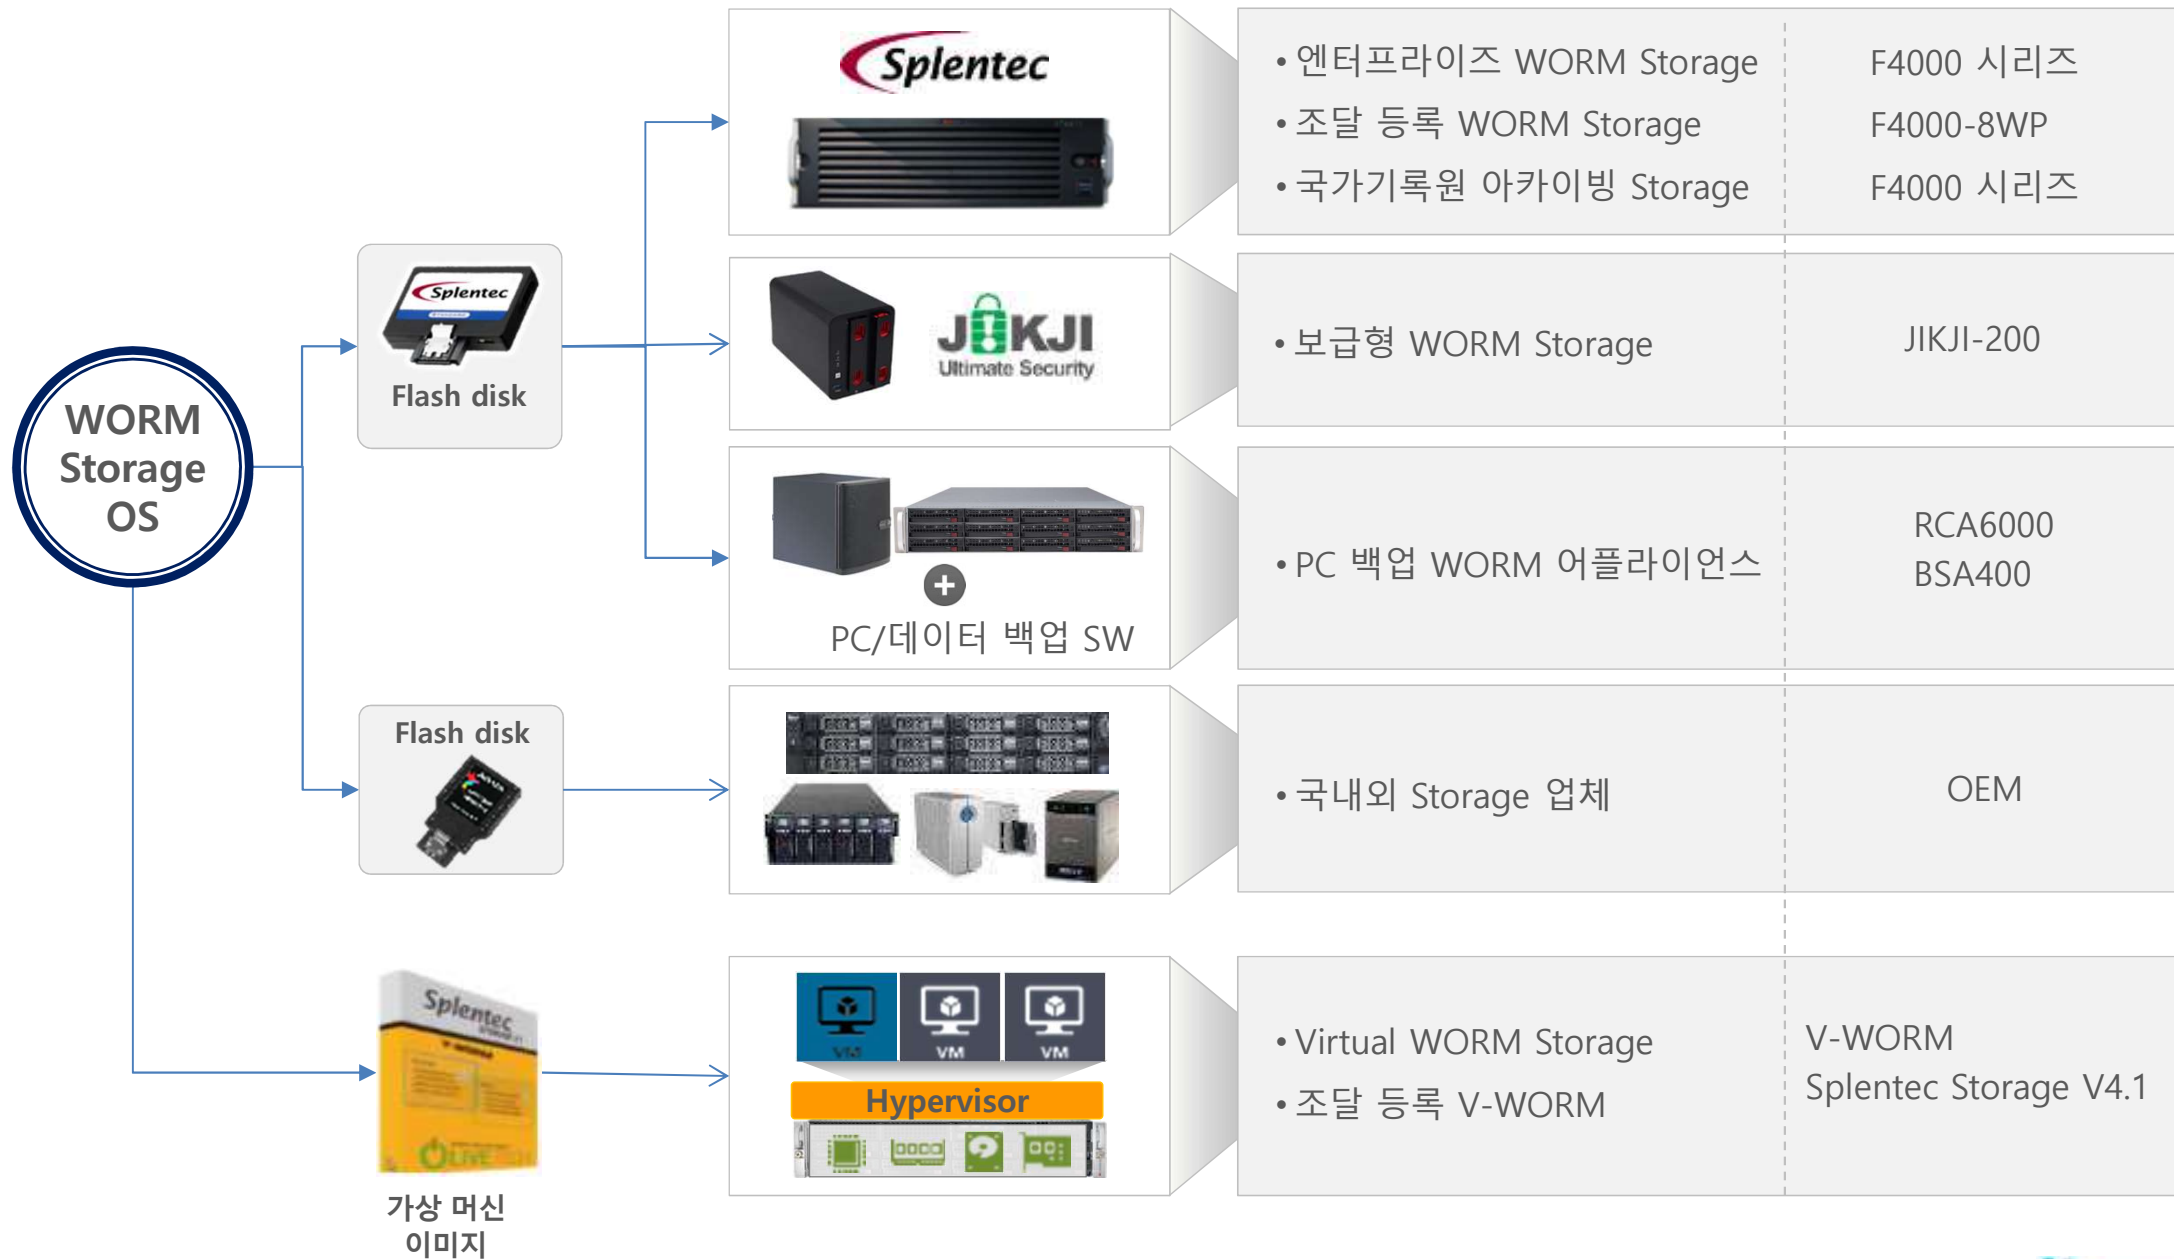 Splentec
• 엔터프라이즈 WORM Storage
F4000 시리즈
• 조달 등록 WORM Storage
F4000-8WP
• 국가기록원 아카이빙 Storage
F4000 시리즈
Splentec
Flash disk
JIKJI
Ultimate Security
• 보급형 WORM Storage
JIKJI-200
WORM
Storage
OS
PC/데이터 백업 SW
• PC 백업 WORM 어플라이언스
RCA6000
BSA400
Flash disk
• 국내외 Storage 업체
OEM
Splentec
가상 머신
이미지
VM
VM
VM
Hypervisor
• Virtual WORM Storage
• 조달 등록 V-WORM
V-WORM
Splentec Storage V4.1